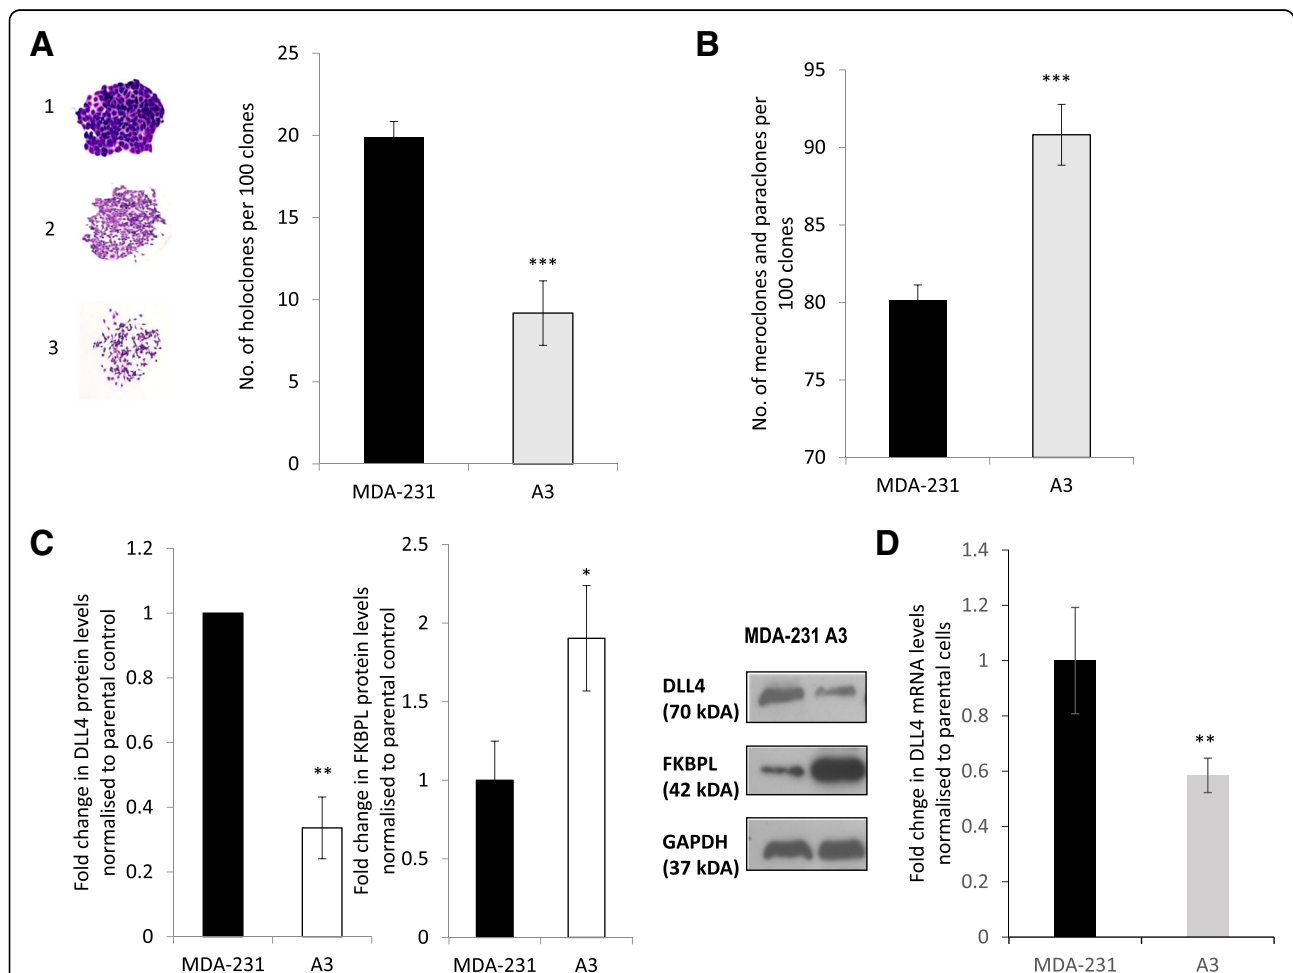 A
1
2
3
No. of holoclones per 100 clones
25
20
15
10
5
0
***
MDA-231
A3
B
No. of meroclones and paraclones per
100 clones
95
90
85
80
75
70
***
MDA-231
A3
C
Fold change in DLL4 protein levels
normalised to parental control
1.2
1
0.8
0.6
0.4
0.2
0
**
MDA-231
A3
Fold change in FKBPL protein levels
normalised to parental control
2.5
2
1.5
1
0.5
0
*
MDA-231
A3
MDA-231 A3
DLL4
(70 kDA)
FKBPL
(42 kDA)
GAPDH
(37 kDA)
D
Fold chnge in DLL4 mRNA levels
normalised to parental cells
1.4
1.2
1
0.8
0.6
0.4
0.2
0
**
MDA-231
A3